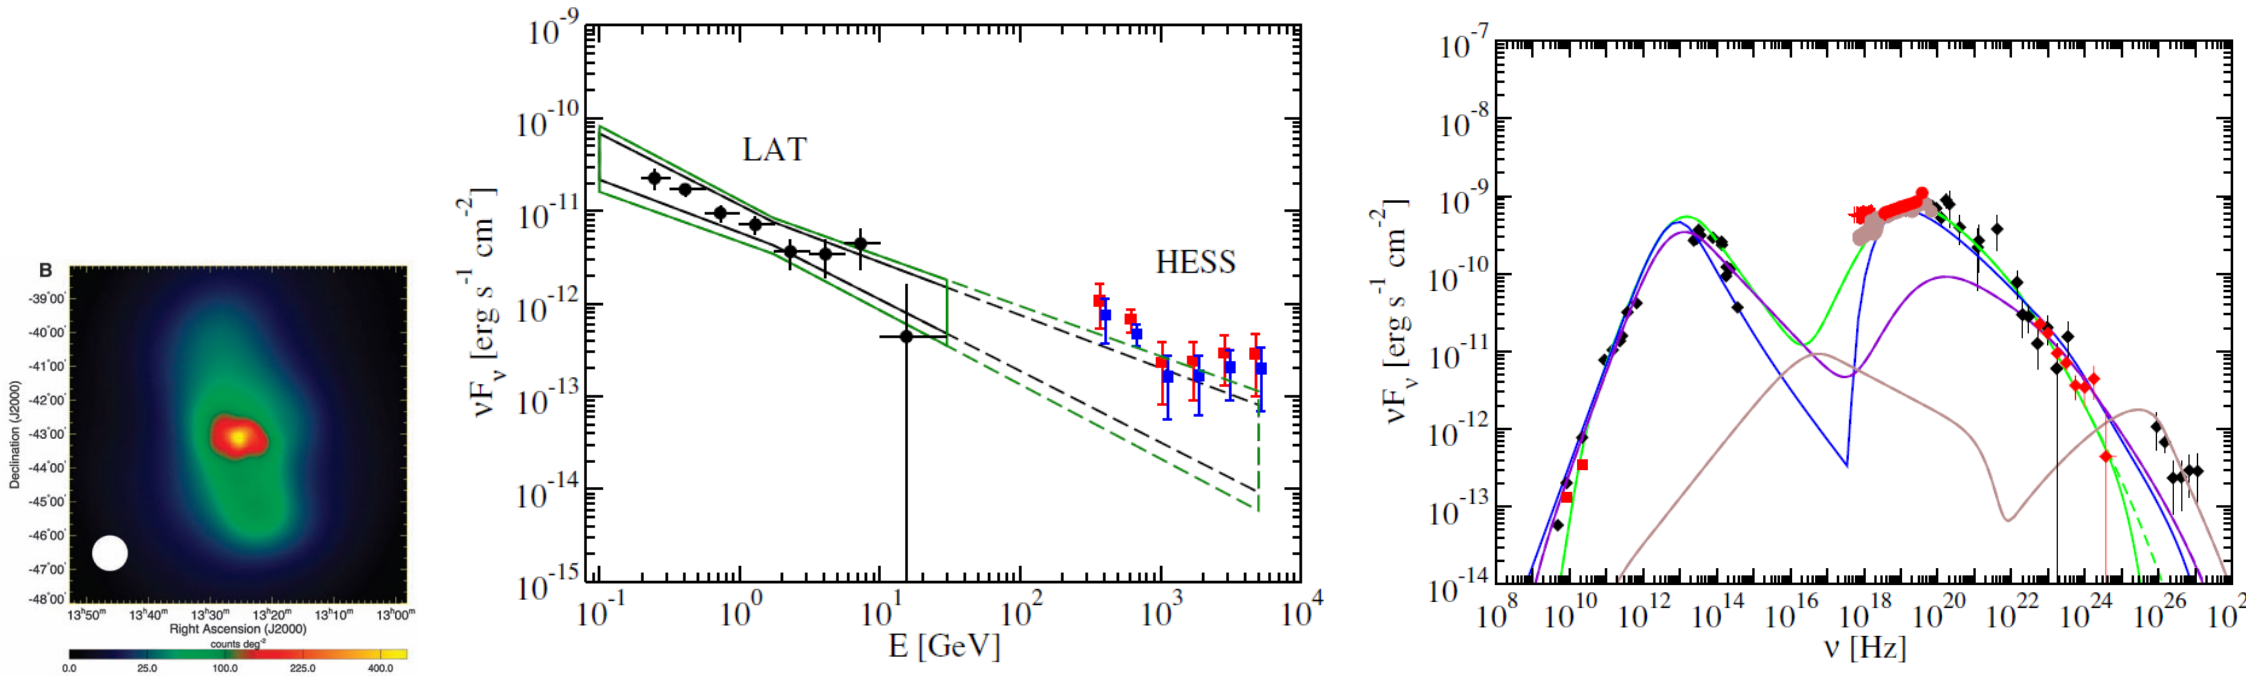 B
-39°00'
-40°00'
-41°00'
-42°00'
-43°00'
-44°00'
-45°00'
-46°00'
-47°00'
-48°00'
Declination (J2000)
13ʰ50ᵐ 13ʰ40ᵐ 13ʰ30ᵐ 13ʰ20ᵐ 13ʰ10ᵐ 13ʰ00ᵐ
Right Ascension (J2000)
counts deg⁻²
0.0 25.0 100.0 225.0 400.0
10⁻⁹
10⁻¹⁰
10⁻¹¹
10⁻¹²
10⁻¹³
10⁻¹⁴
10⁻¹⁵
νFᵥ [erg s⁻¹ cm⁻²]
LAT
HESS
10⁻¹ 10⁰ 10¹ 10² 10³ 10⁴
E [GeV]
10⁻⁷
10⁻⁸
10⁻⁹
10⁻¹⁰
10⁻¹¹
10⁻¹²
10⁻¹³
10⁻¹⁴
νFᵥ [erg s⁻¹ cm⁻²]
10⁸ 10¹⁰ 10¹² 10¹⁴ 10¹⁶ 10¹⁸ 10²⁰ 10²² 10²⁴ 10²⁶ 10²
ν [Hz]